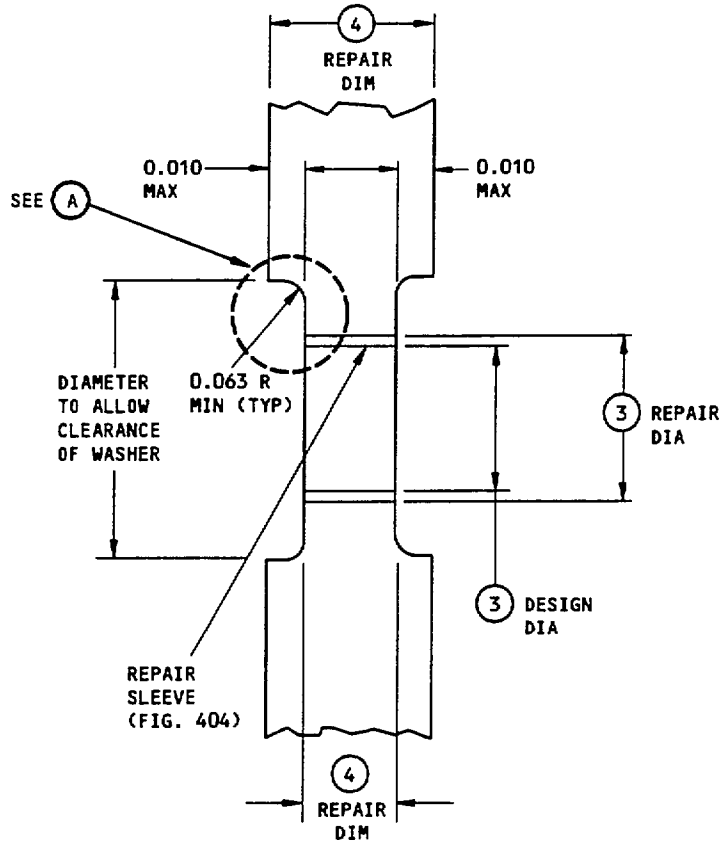 4
REPAIR
DIM
0.010
MAX
0.010
MAX
SEE A
DIAMETER
TO ALLOW
CLEARANCE
OF WASHER
0.063 R
MIN (TYP)
3 REPAIR
DIA
3 DESIGN
DIA
REPAIR
SLEEVE
(FIG. 404)
4
REPAIR
DIM